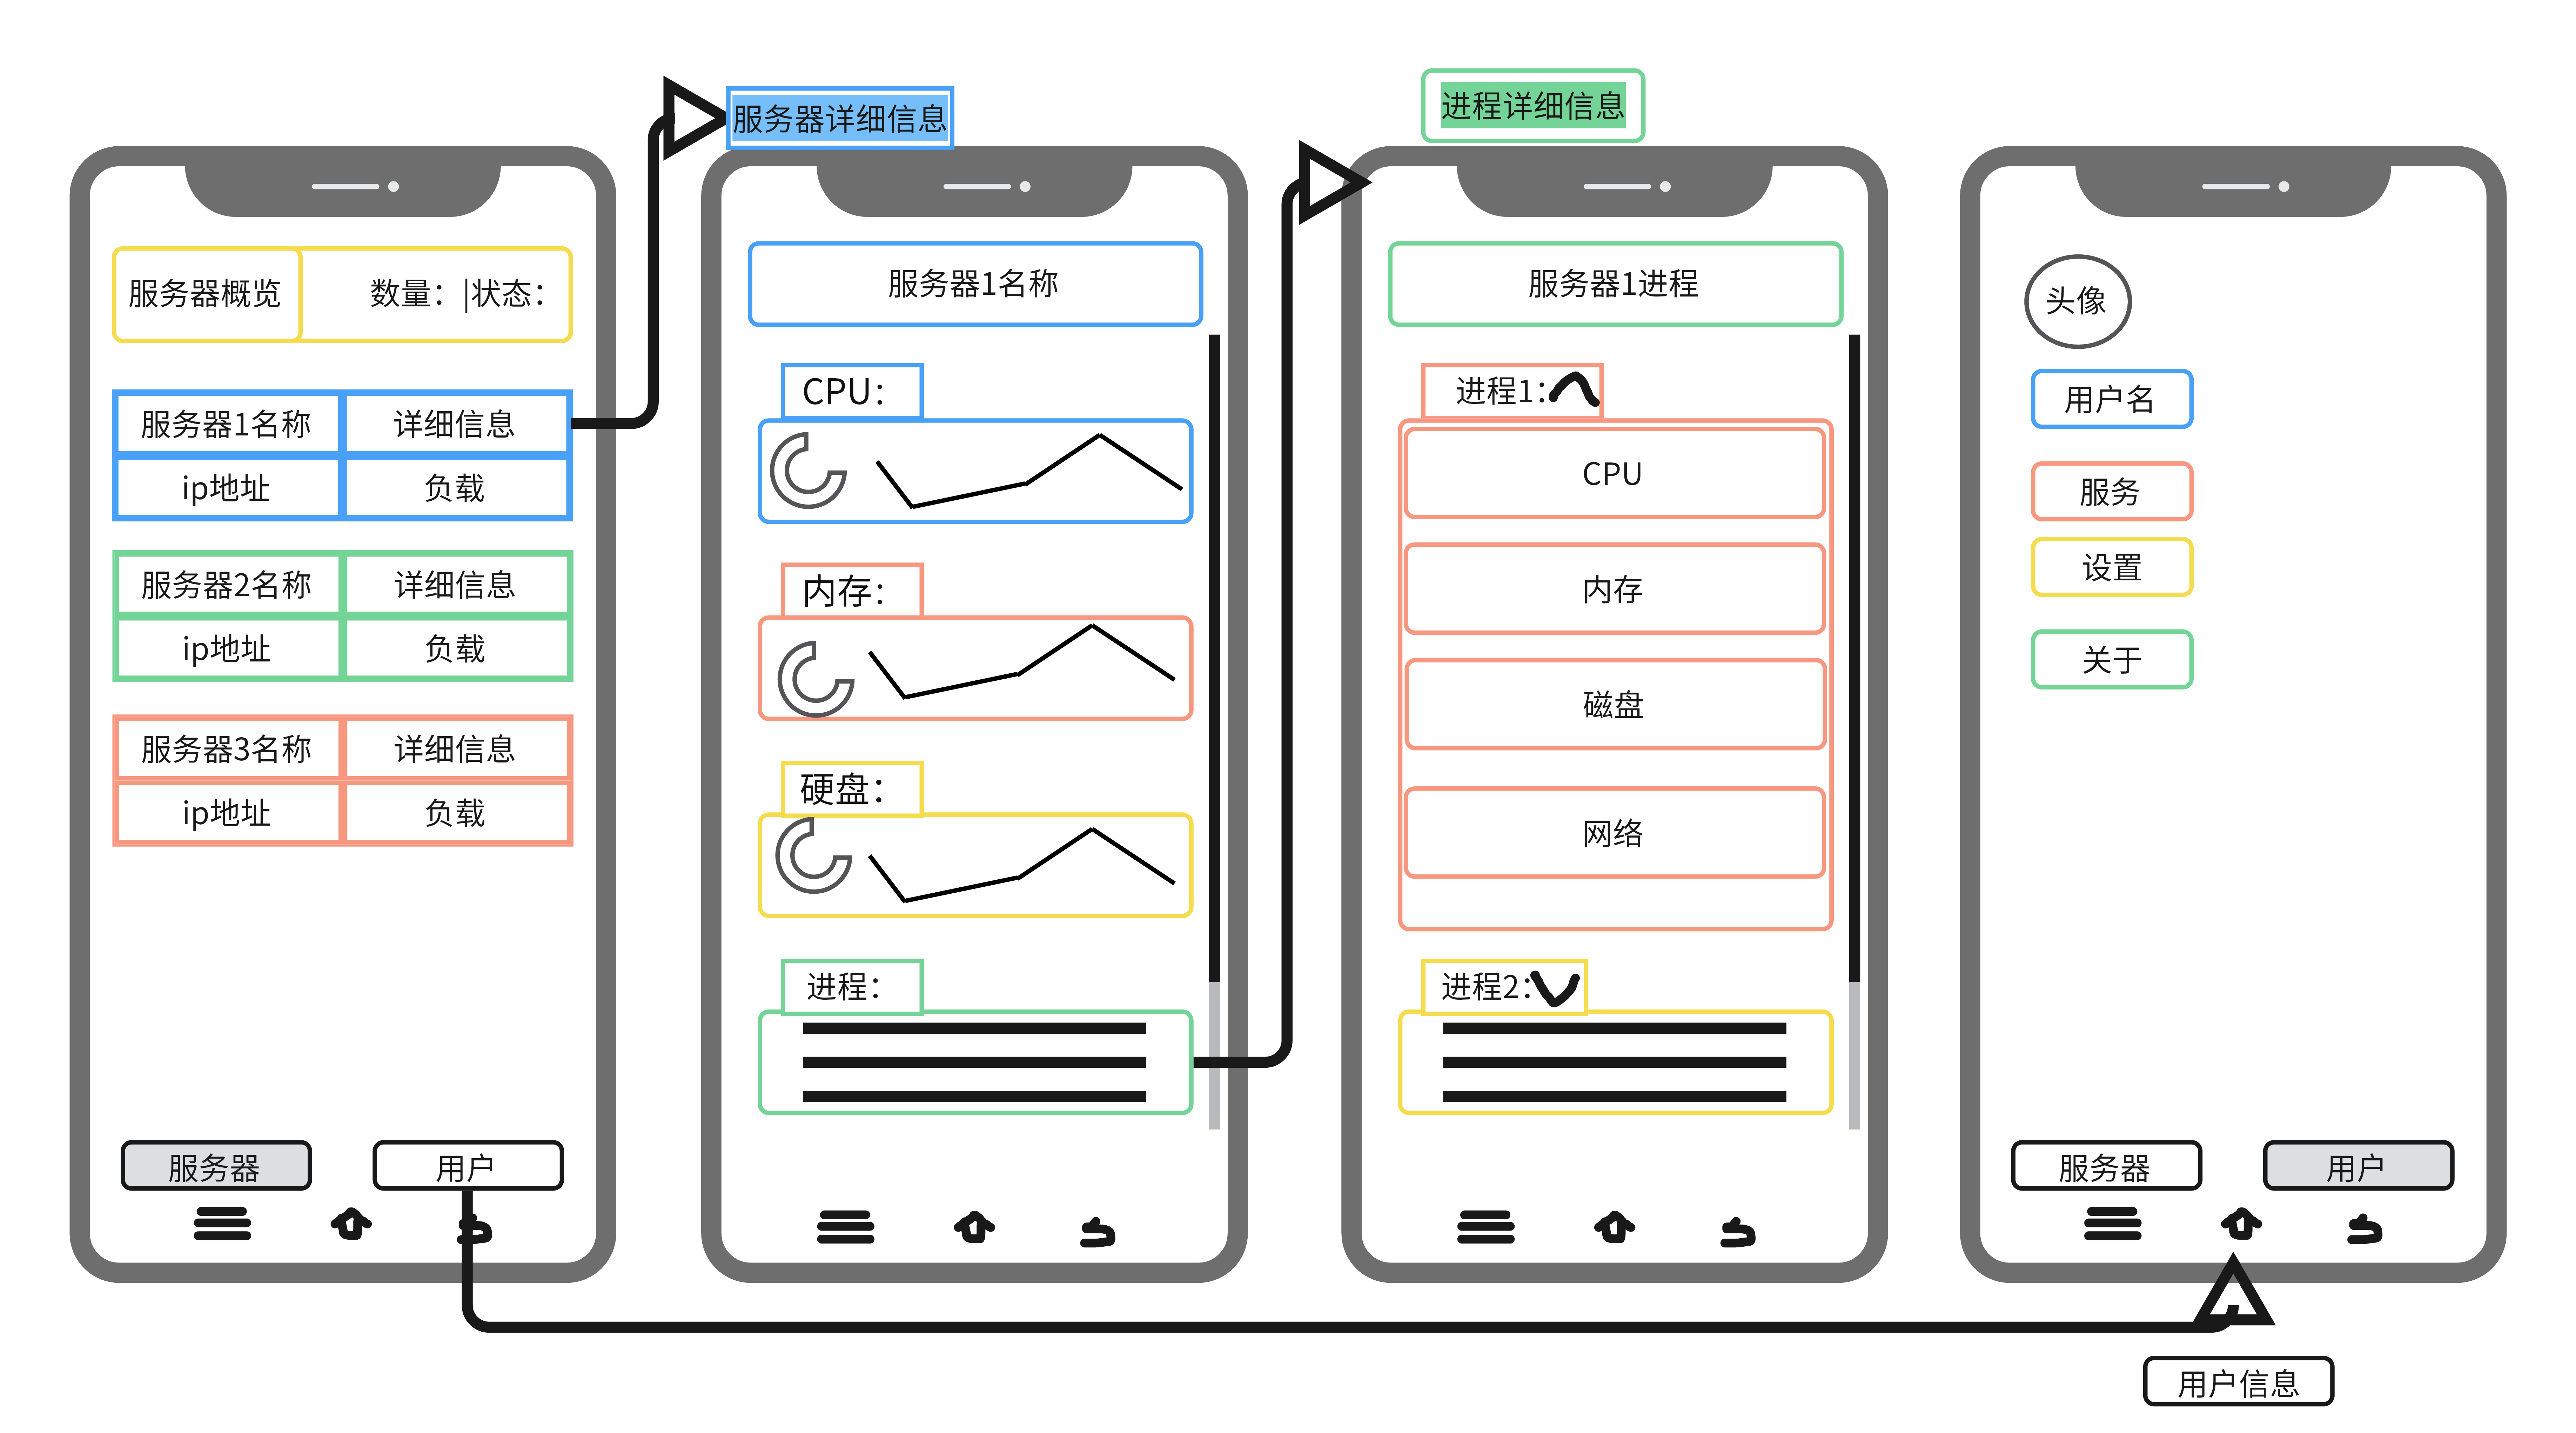 服务器概览
数量：|状态：
服务器1名称
详细信息
ip地址
负载
服务器2名称
详细信息
ip地址
负载
服务器3名称
详细信息
ip地址
负载
服务器
用户
服务器详细信息
服务器1名称
CPU：
内存：
硬盘：
进程：
进程详细信息
服务器1进程
进程1：
CPU
内存
磁盘
网络
进程2：
头像
用户名
服务
设置
关于
服务器
用户
用户信息